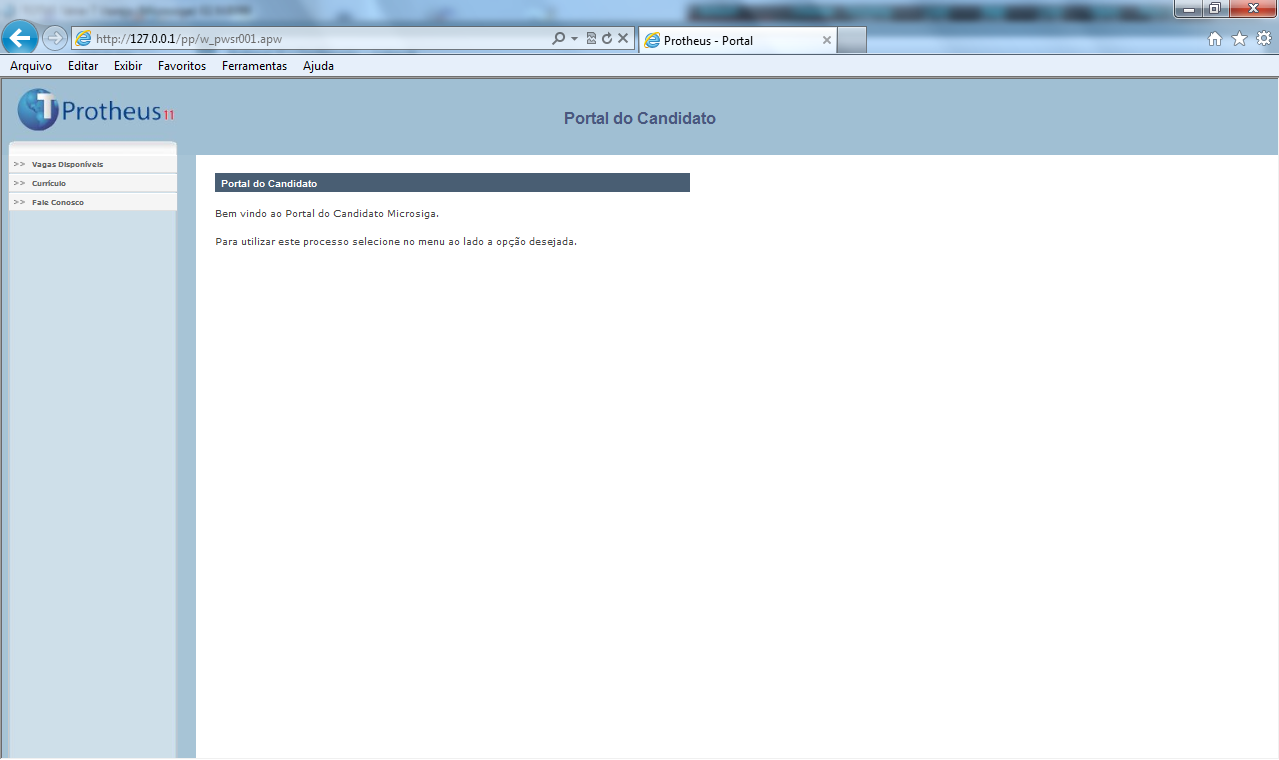 http://127.0.0.1/pp/w_pwsr001.apw
Protheus - Portal
Arquivo Editar Exibir Favoritos Ferramentas Ajuda
Protheus 11
Portal do Candidato
>> Vagas Disponíveis
>> Currículo
>> Fale Conosco
Portal do Candidato
Bem vindo ao Portal do Candidato Microsiga.
Para utilizar este processo selecione no menu ao lado a opção desejada.